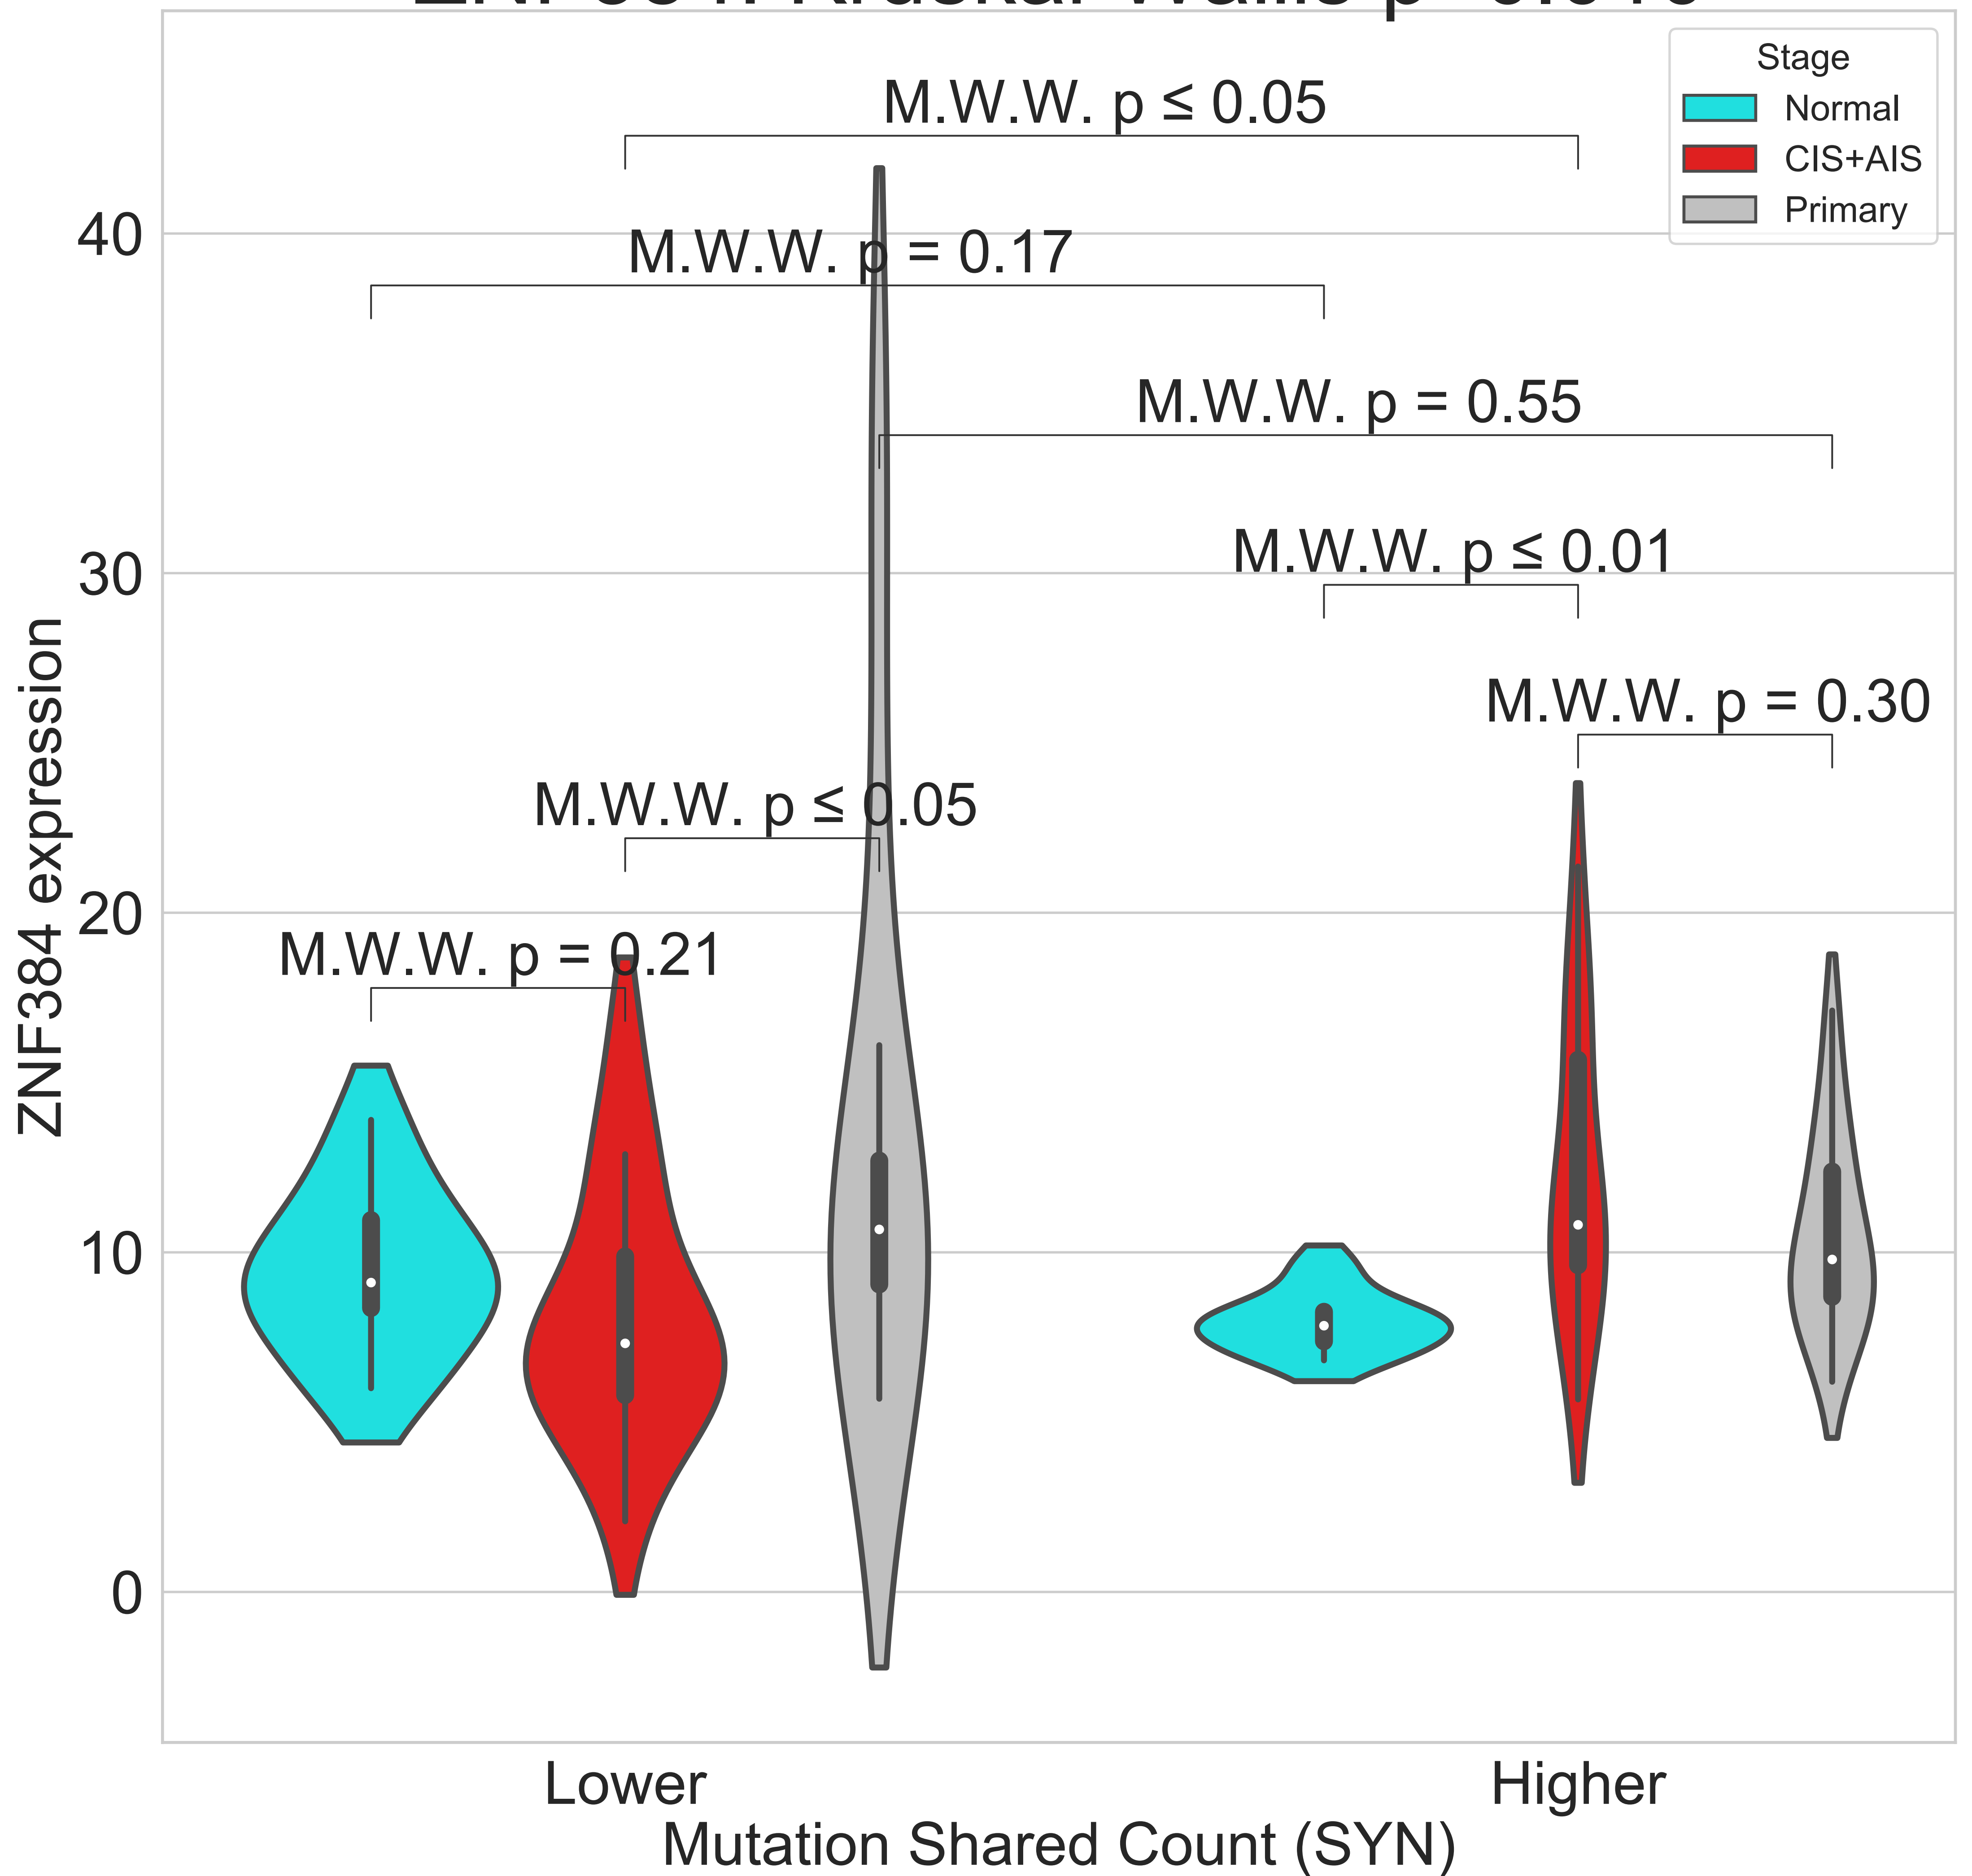 Stage
Normal
CIS+AIS
Primary
M.W.W. p ≤ 0.05
M.W.W. p = 0.17
M.W.W. p = 0.55
M.W.W. p ≤ 0.01
M.W.W. p = 0.30
M.W.W. p ≤ 0.05
M.W.W. p = 0.21
40
30
20
10
0
ZNF384 expression
Lower
Higher
Mutation Shared Count (SYN)